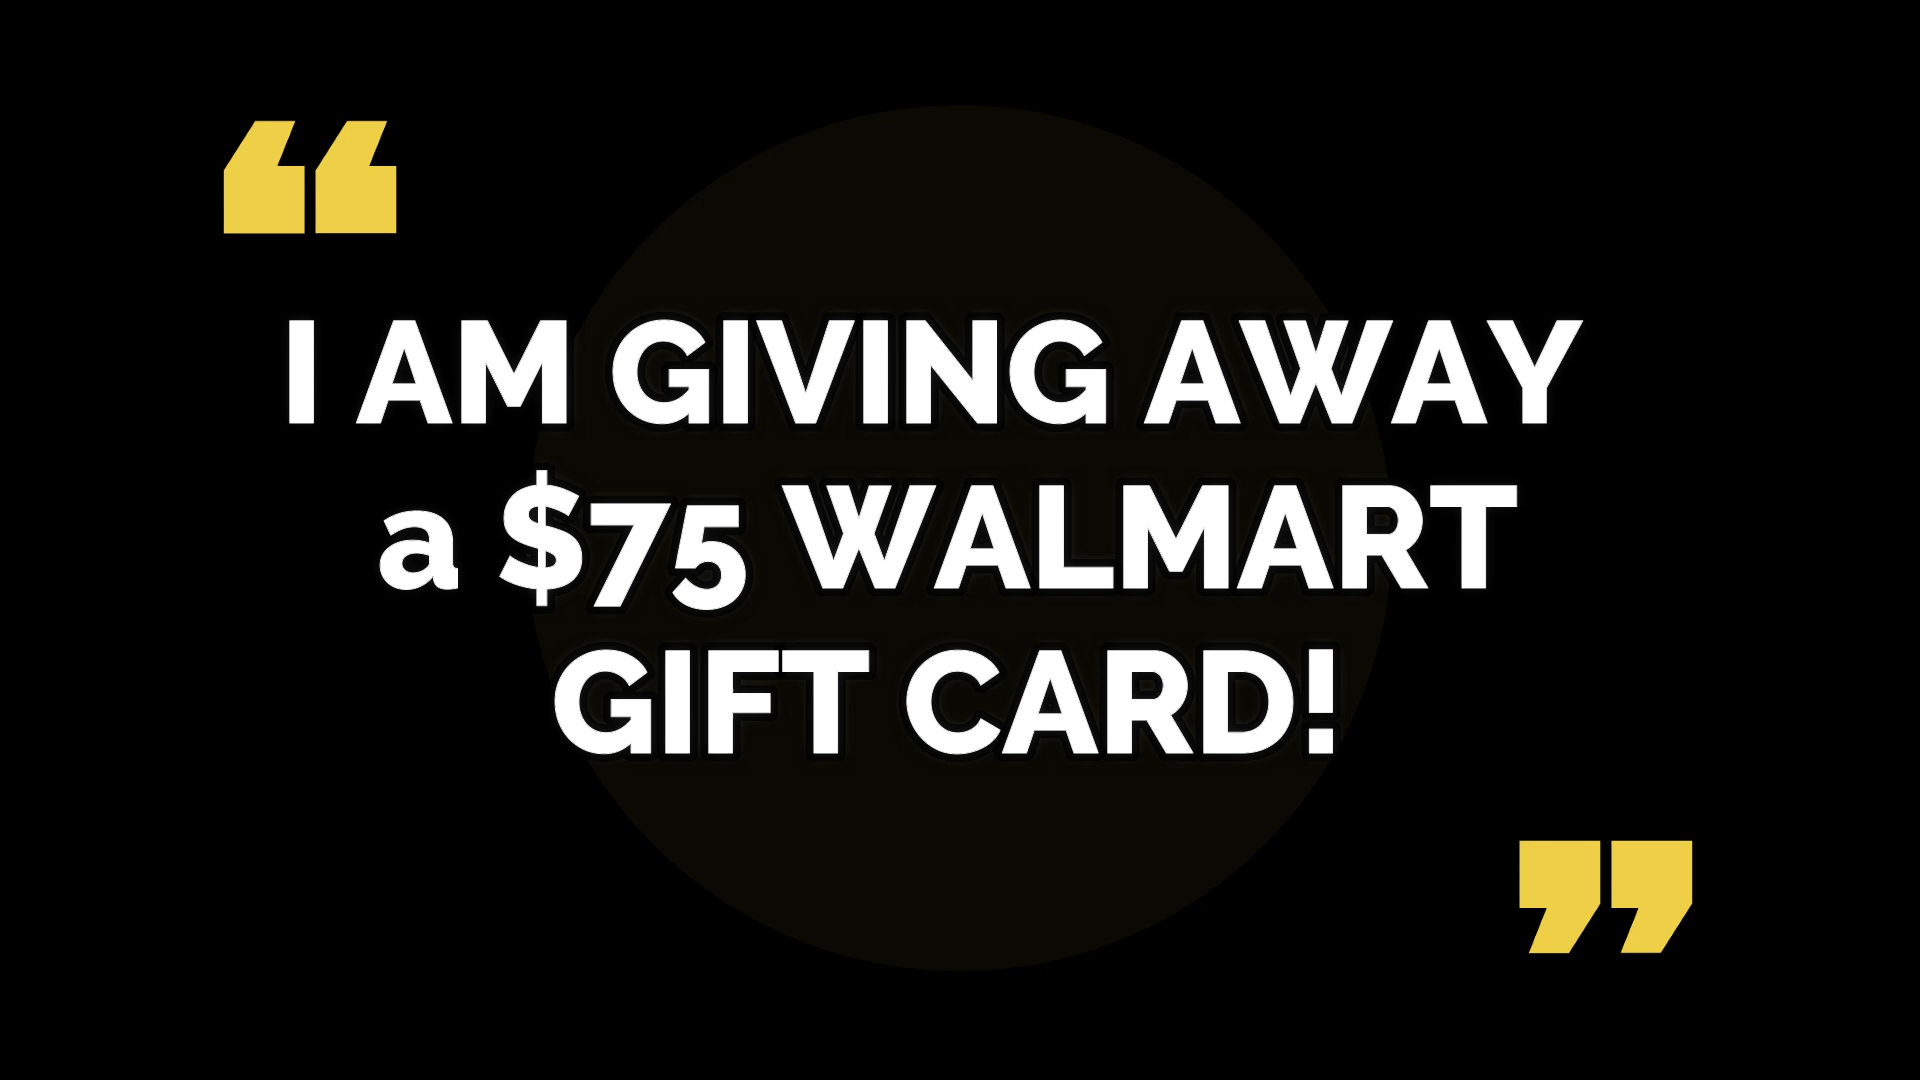 “
I AM GIVING AWAY
a $75 WALMART
GIFT CARD!
”